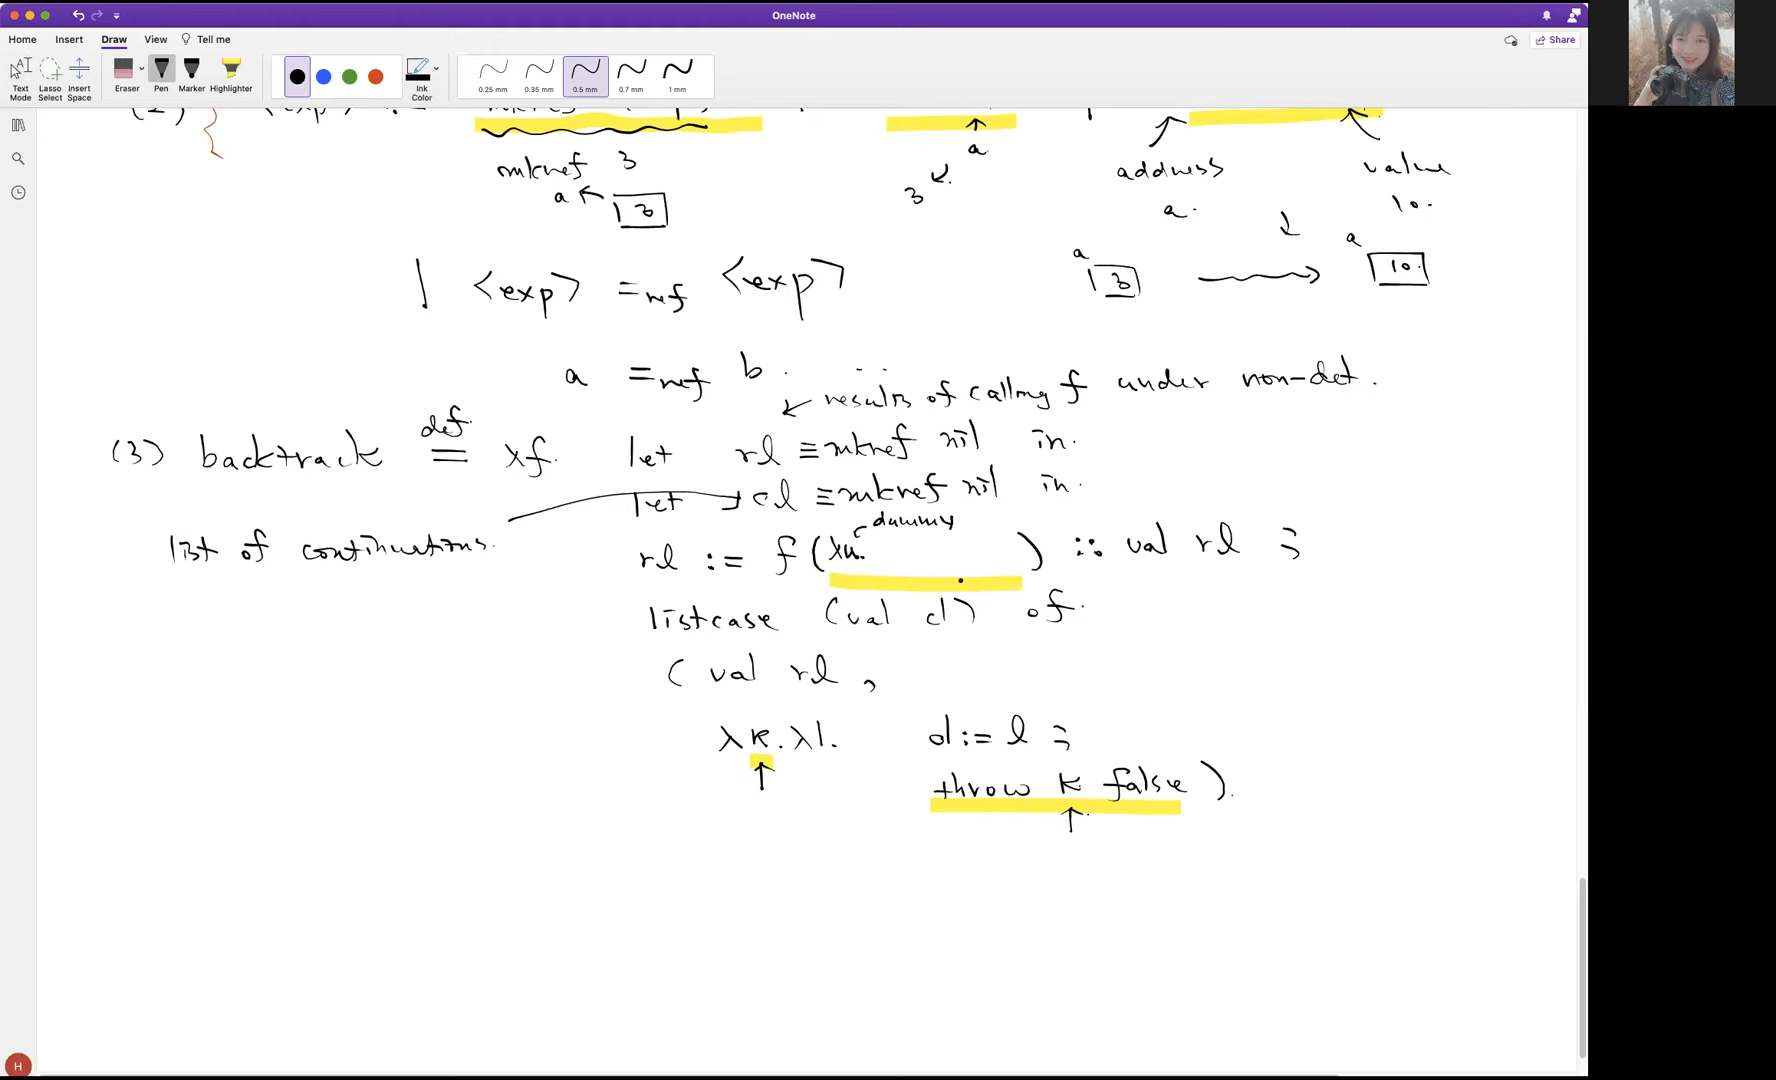 OneNote
Home Insert Draw View Tell me
Share
Text Mode
Lasso Select
Insert Space
Eraser
Pen
Marker
Highlighter
Ink Color
0.25 mm
0.35 mm
0.5 mm
0.7 mm
1 mm
mkref 3
a
3
3
a
address
a.
value
10.
| <exp> =ref <exp>
a
3
a
10.
a =ref b.
results of calling f under non-det.
(3) backtrack def = λf. let rl ≡ mkref nil in.
let cl ≡ mkref nil in.
dummy
list of continuations.
rl := f (λu. ) :: val rl ;
listcase (val cl) of.
( val rl ,
λk.λl. cl := l ;
throw k false ).
H